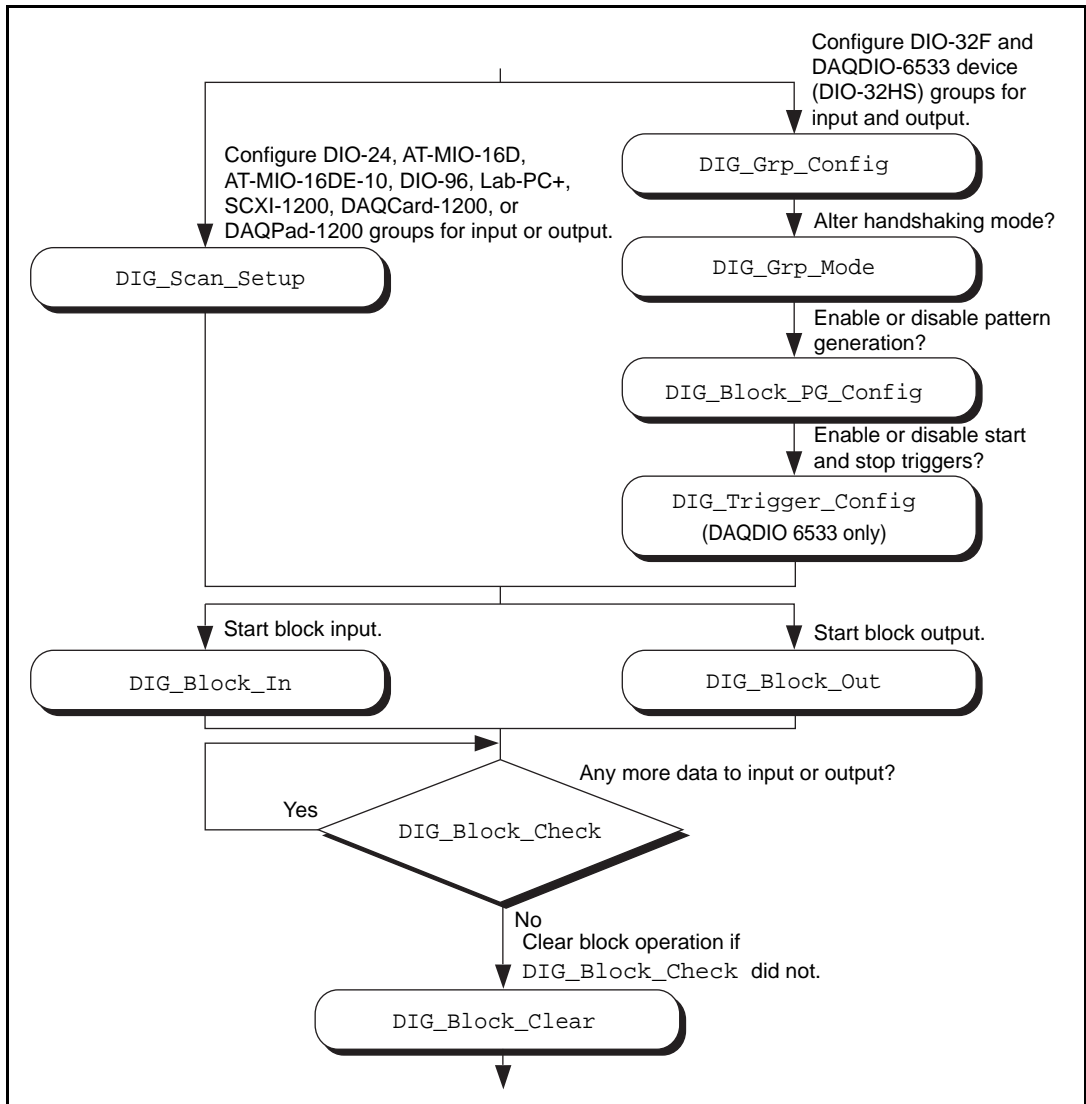 Configure DIO-32F and
DAQDIO-6533 device
(DIO-32HS) groups for
input and output.
Configure DIO-24, AT-MIO-16D,
AT-MIO-16DE-10, DIO-96, Lab-PC+,
SCXI-1200, DAQCard-1200, or
DAQPad-1200 groups for input or output.
DIG_Grp_Config
Alter handshaking mode?
DIG_Scan_Setup
DIG_Grp_Mode
Enable or disable pattern
generation?
DIG_Block_PG_Config
Enable or disable start
and stop triggers?
DIG_Trigger_Config
(DAQDIO 6533 only)
Start block input.
Start block output.
DIG_Block_In
DIG_Block_Out
Any more data to input or output?
Yes
DIG_Block_Check
No
Clear block operation if
DIG_Block_Check did not.
DIG_Block_Clear